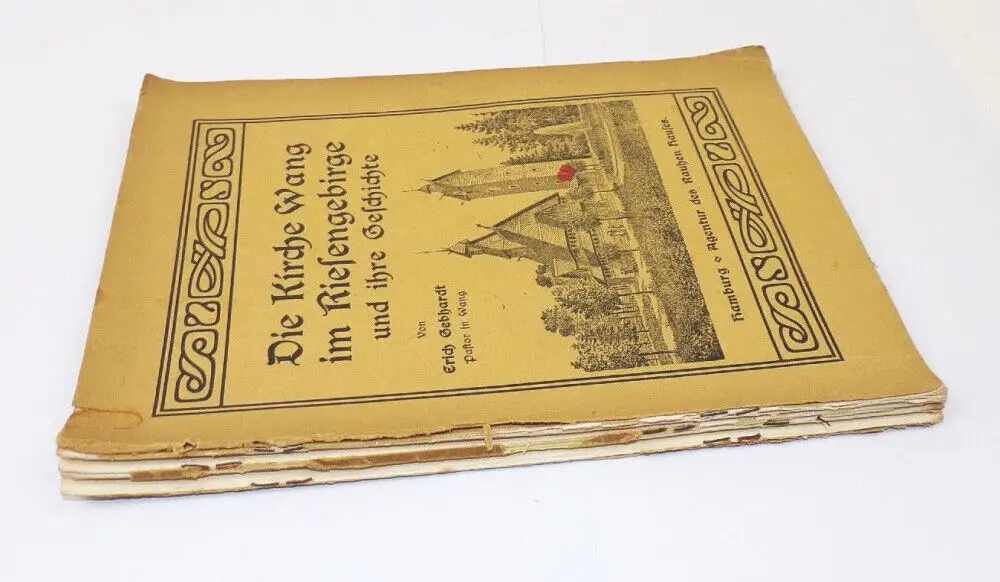 Die Kirche Wang
im Rieſengebirge
und ihre Geſchichte
Von
Erich Gebhardt
Paſtor in Wang
Hamburg ⋄ Agentur des Rauhen Hauſes.